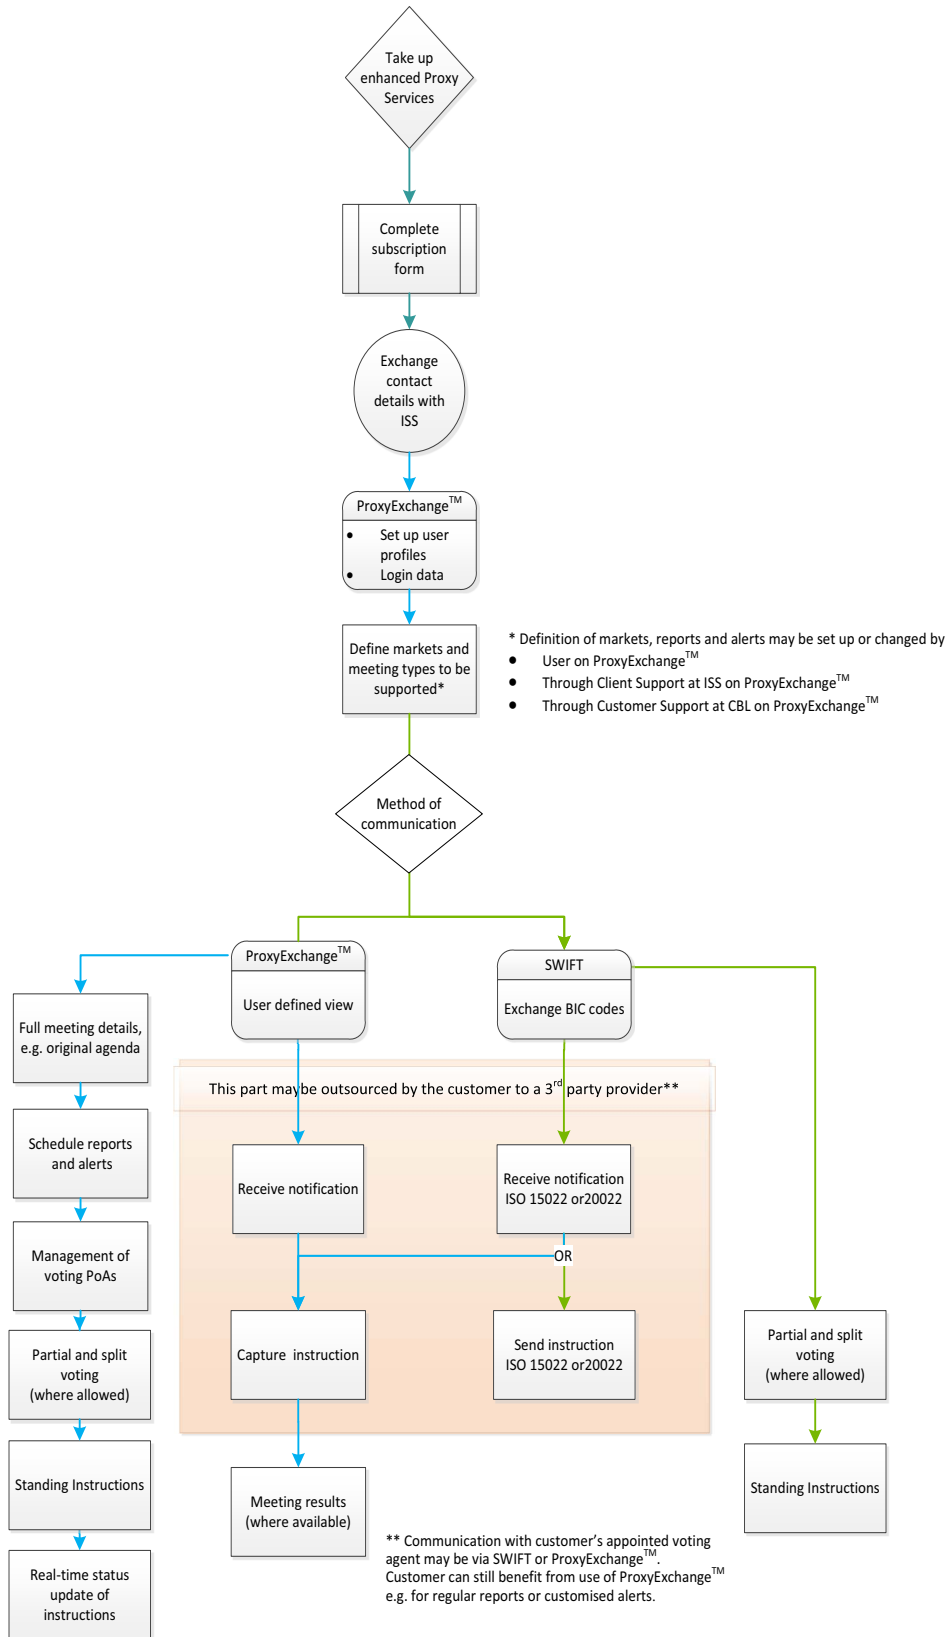 Take up
enhanced Proxy
Services
Complete
subscription
form
Exchange
contact
details with
ISS
ProxyExchange™
• Set up user
profiles
• Login data
Define markets and
meeting types to be
supported*
* Definition of markets, reports and alerts may be set up or changed by
• User on ProxyExchange™
• Through Client Support at ISS on ProxyExchange™
• Through Customer Support at CBL on ProxyExchange™
Method of
communication
ProxyExchange™
User defined view
SWIFT
Exchange BIC codes
Full meeting details,
e.g. original agenda
This part maybe outsourced by the customer to a 3rd party provider**
Schedule reports
and alerts
Receive notification
Receive notification
ISO 15022 or20022
OR
Management of
voting PoAs
Capture instruction
Send instruction
ISO 15022 or20022
Partial and split
voting
(where allowed)
Partial and split
voting
(where allowed)
Standing Instructions
Meeting results
(where available)
Standing Instructions
** Communication with customer's appointed voting
agent may be via SWIFT or ProxyExchange™.
Customer can still benefit from use of ProxyExchange™
e.g. for regular reports or customised alerts.
Real-time status
update of
instructions